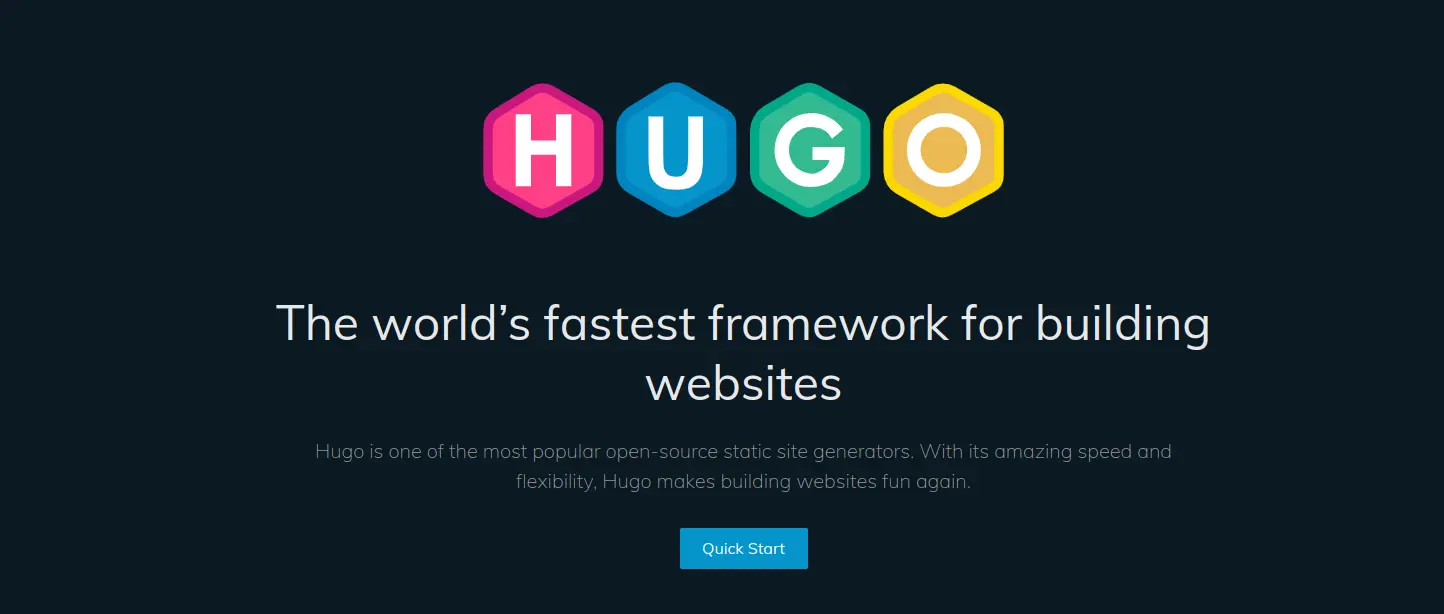 HUGO
The world’s fastest framework for building
websites
Hugo is one of the most popular open-source static site generators. With its amazing speed and
flexibility, Hugo makes building websites fun again.
Quick Start